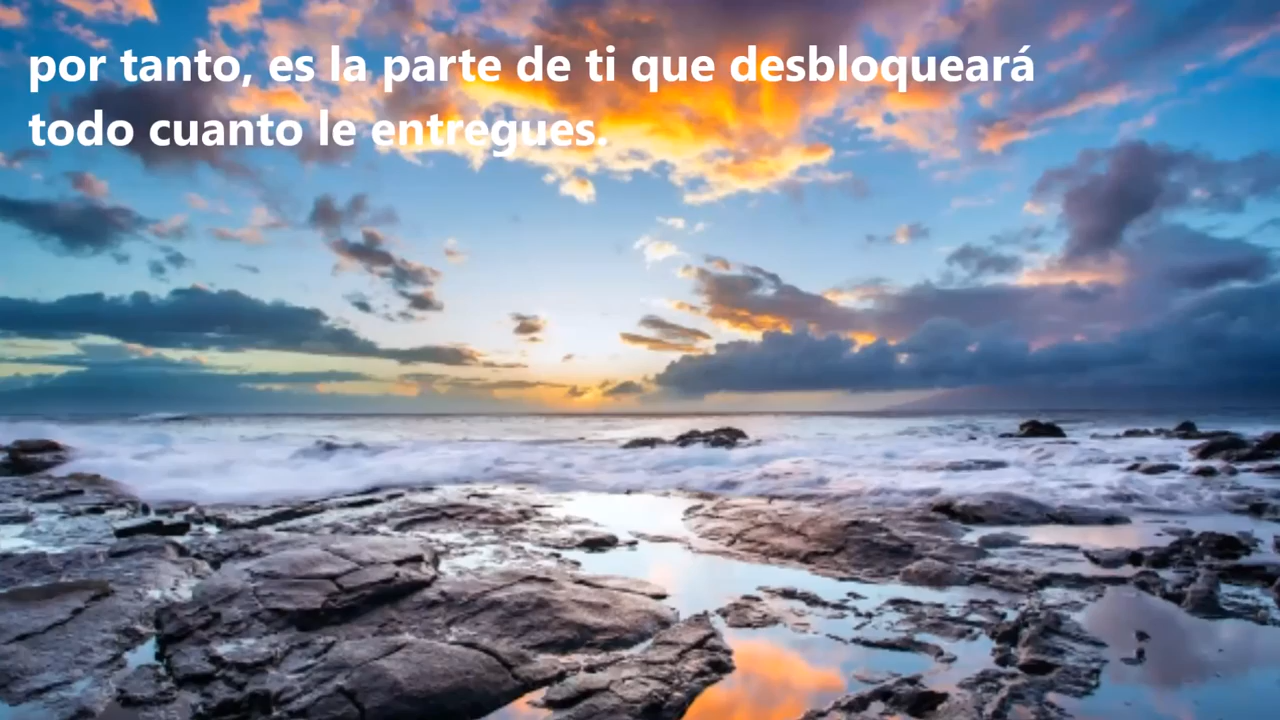 por tanto, es la parte de ti que desbloqueará
todo cuanto le entregues.